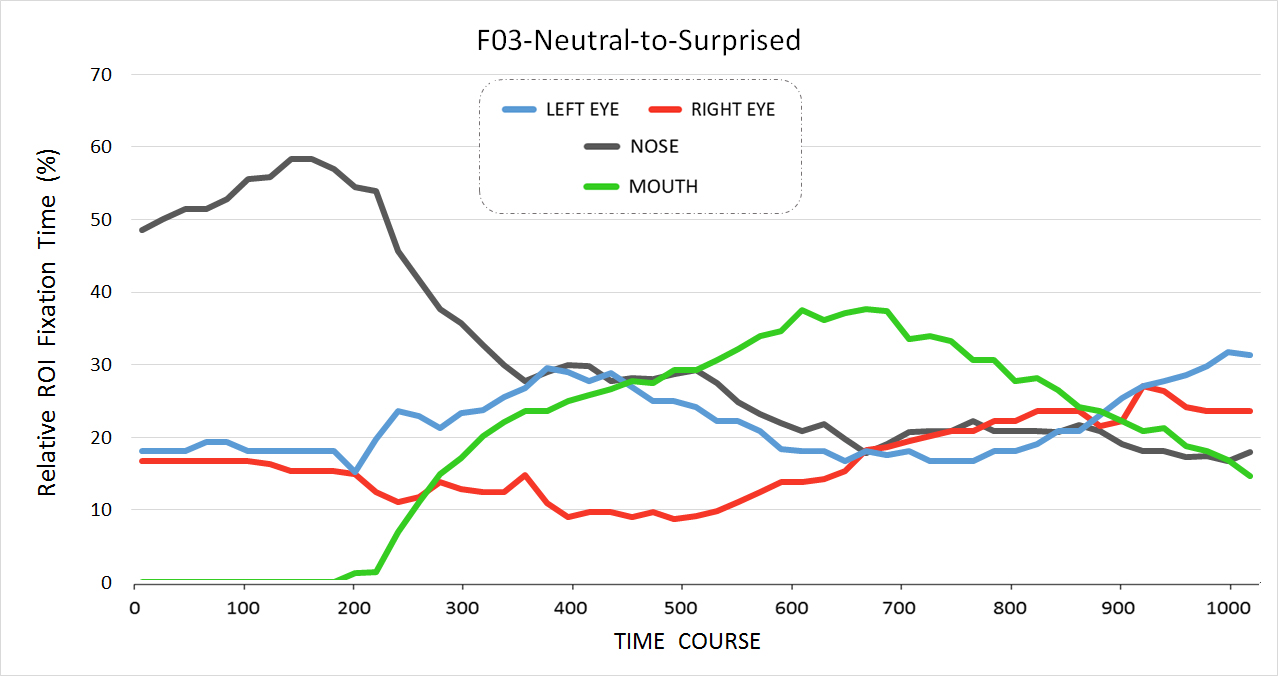 F03-Neutral-to-Surprised
LEFT EYE RIGHT EYE
NOSE
MOUTH
Relative ROI Fixation Time (%)
70
60
50
40
30
20
10
0
0 100 200 300 400 500 600 700 800 900 1000
TIME COURSE